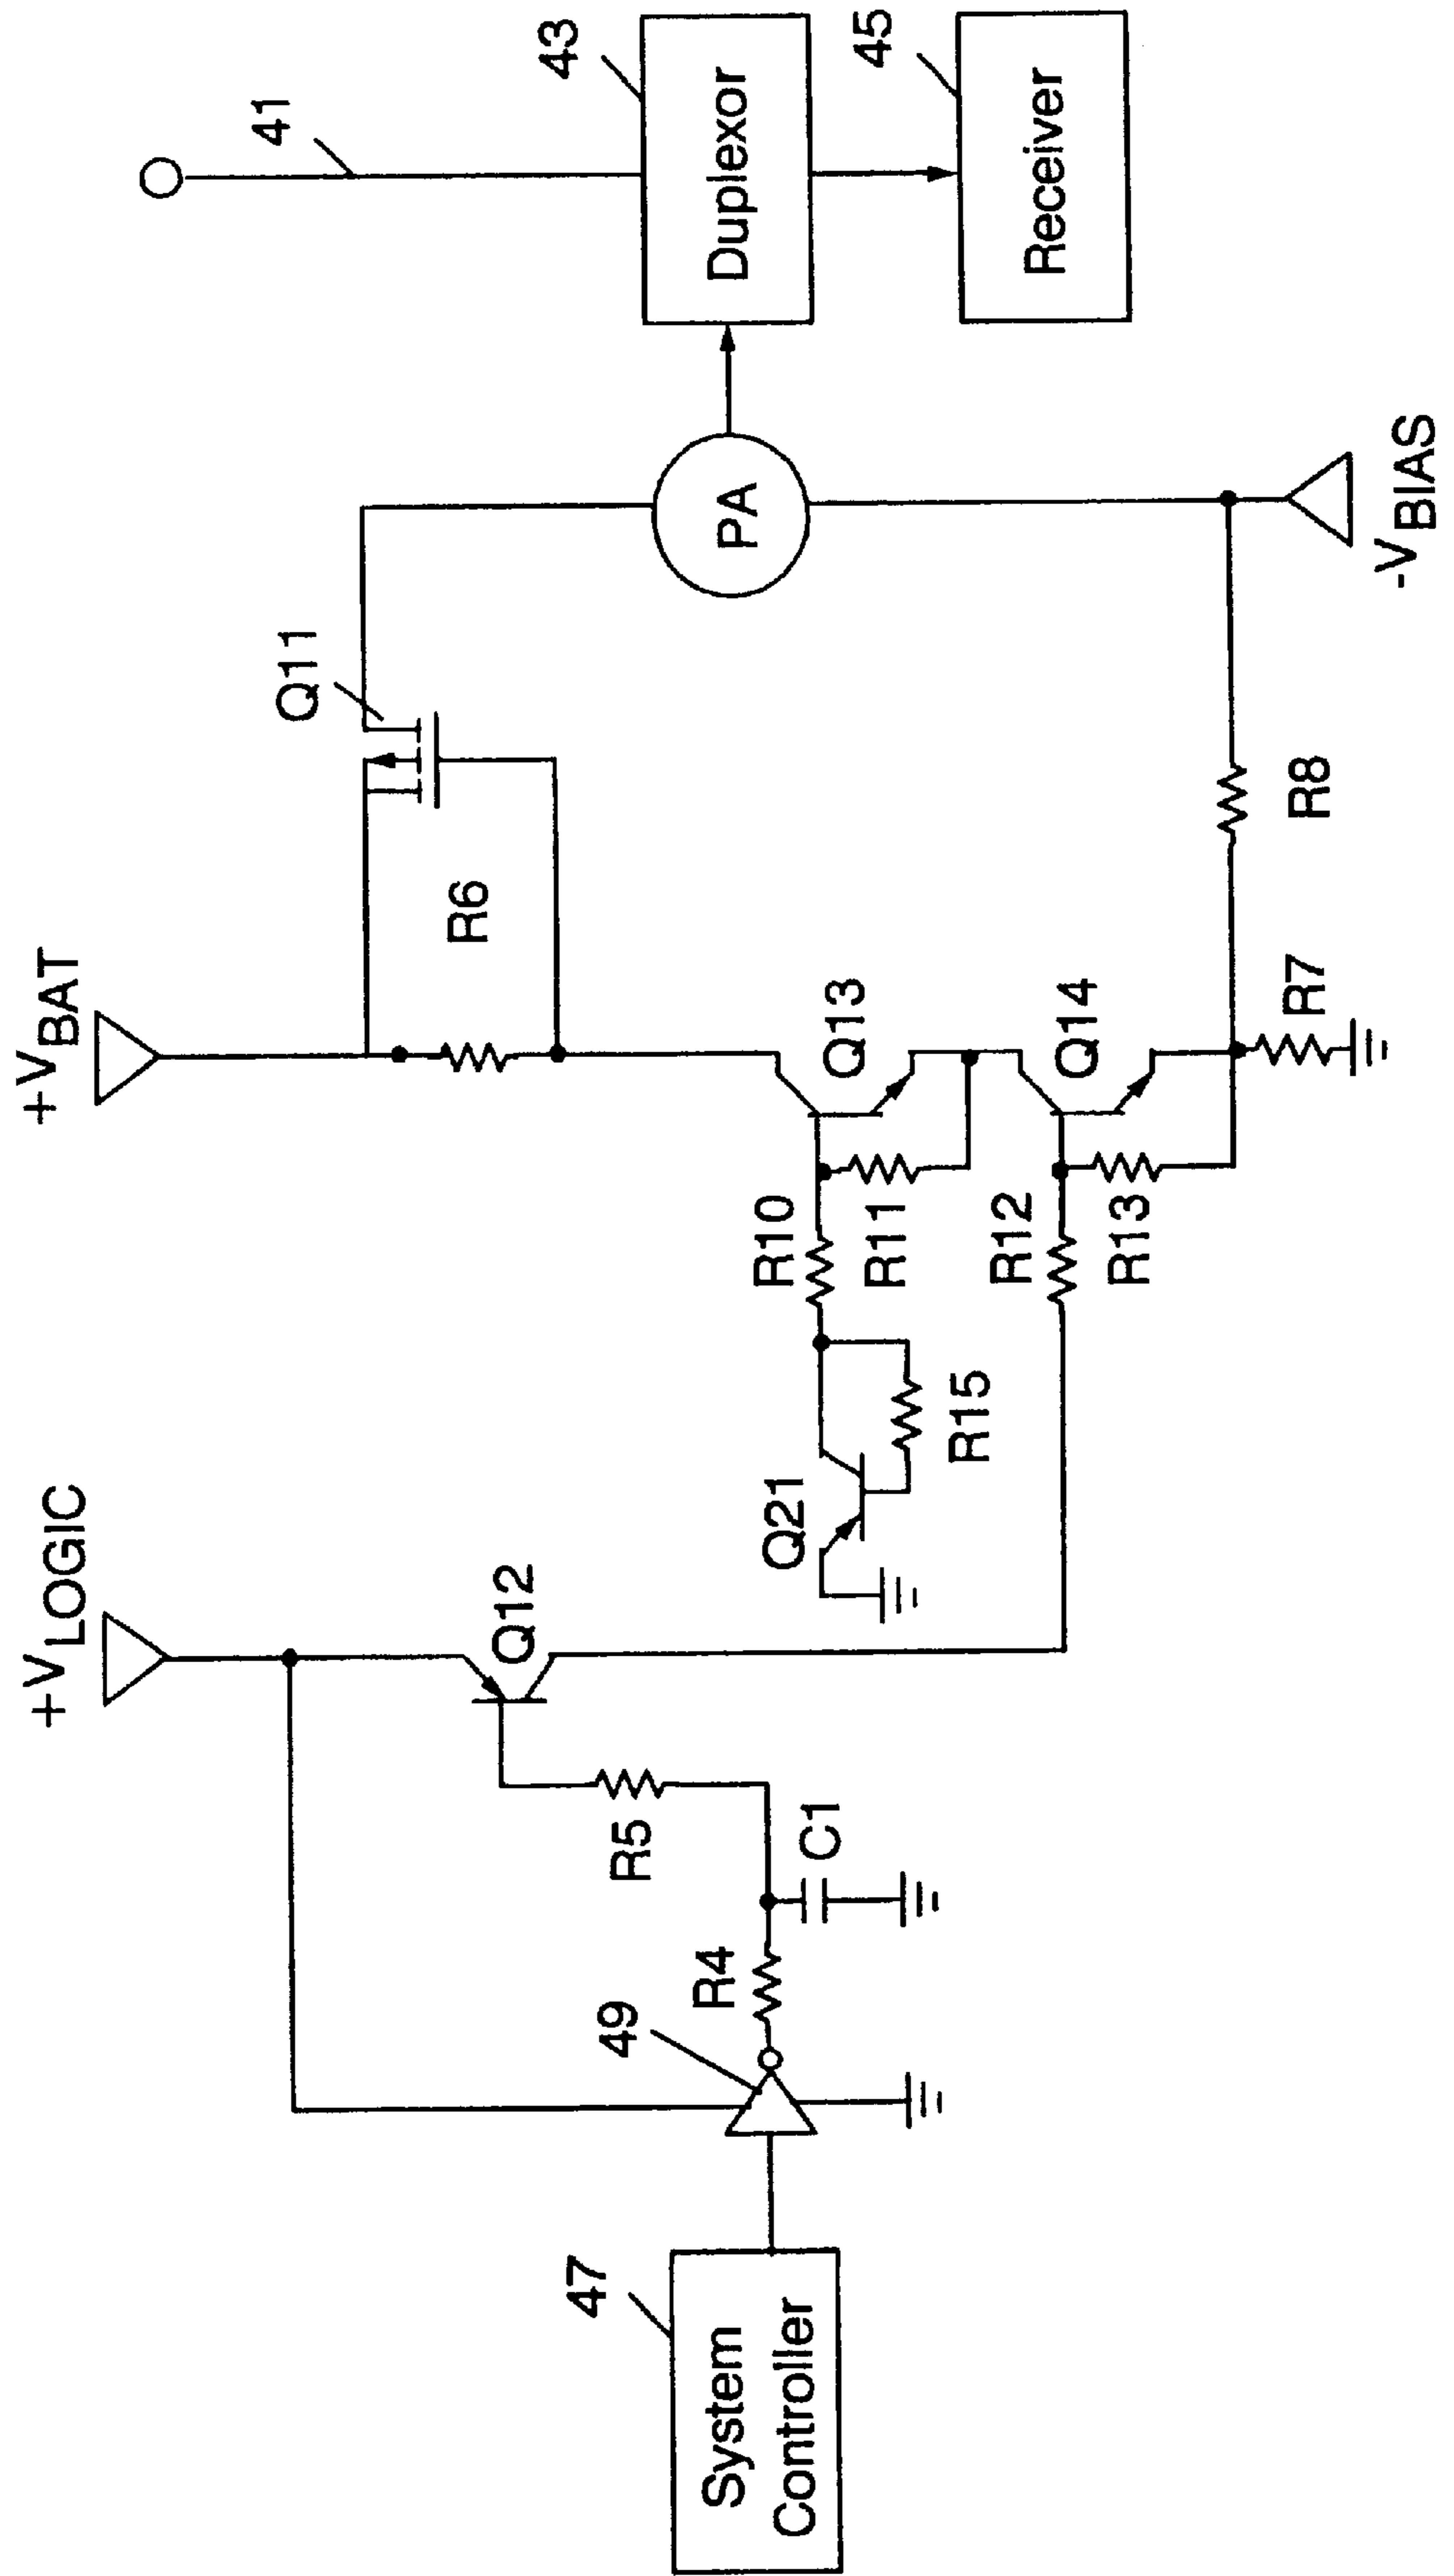 +VBAT
+VLOGIC
41
43
Duplexor
45
Receiver
Q11
R6
PA
Q12
Q13
Q14
R10
R11
R12
R13
Q21
R15
R5
C1
R4
49
47
System
Controller
R8
R7
-VBIAS